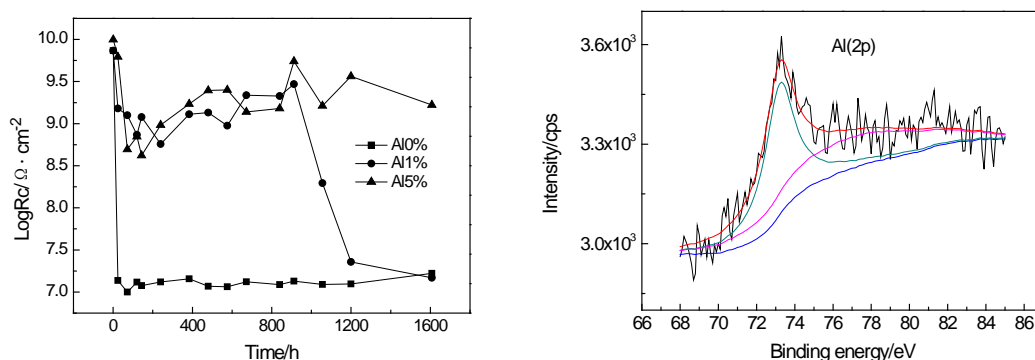 10.0
9.5
9.0
8.5
8.0
7.5
7.0
LogRc/Ω · cm⁻²
Al0%
Al1%
Al5%
0 400 800 1200 1600
Time/h
3.6x10³
3.3x10³
3.0x10³
Intensity/cps
Al(2p)
66 68 70 72 74 76 78 80 82 84 86
Binding energy/eV